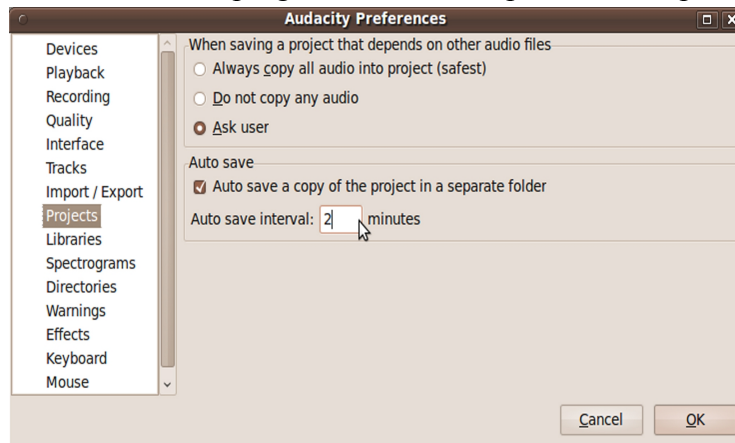 Audacity Preferences
Devices
Playback
Recording
Quality
Interface
Tracks
Import / Export
Projects
Libraries
Spectrograms
Directories
Warnings
Effects
Keyboard
Mouse
When saving a project that depends on other audio files
Always copy all audio into project (safest)
Do not copy any audio
Ask user
Auto save
Auto save a copy of the project in a separate folder
Auto save interval: 2 minutes
Cancel
OK